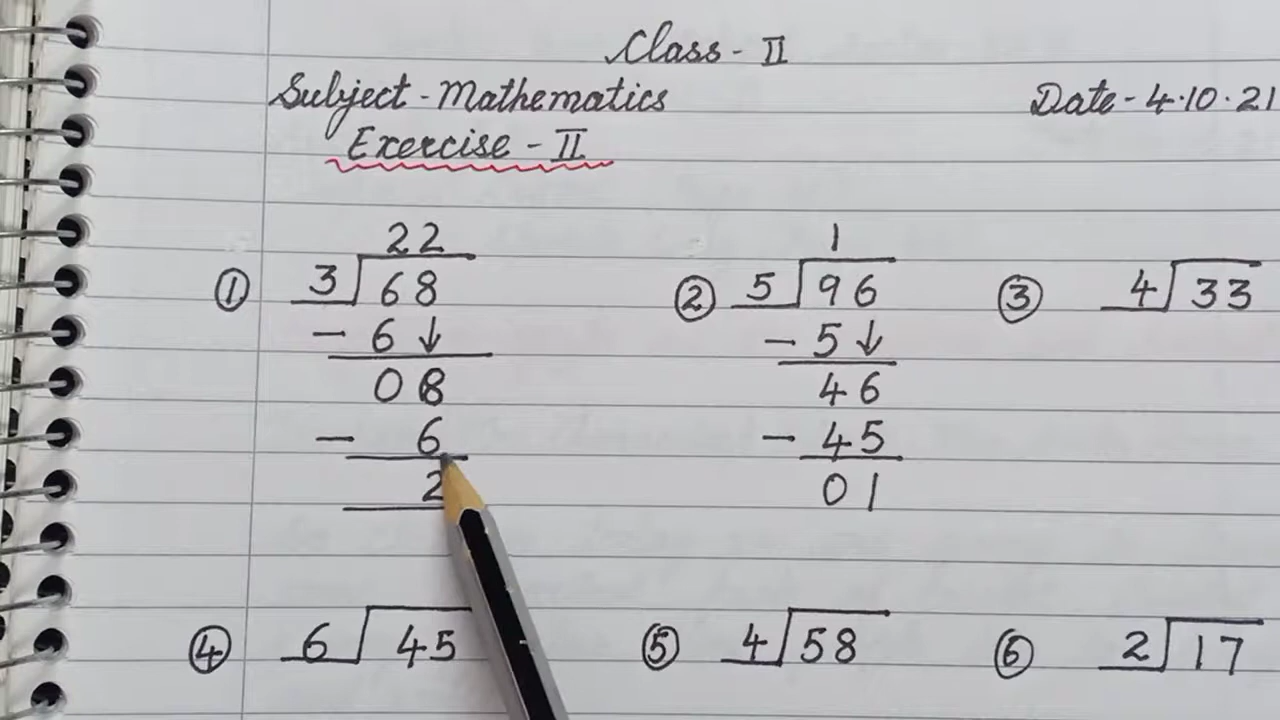 Class - II
Subject - Mathematics Date - 4.10.21
Exercise - II
22 1
① 3 68 ② 5 96 ③ 4 33
- 6 ↓ - 5 ↓
08 46
- 6 - 45
2 01
④ 6 45 ⑤ 4 58 ⑥ 2 17